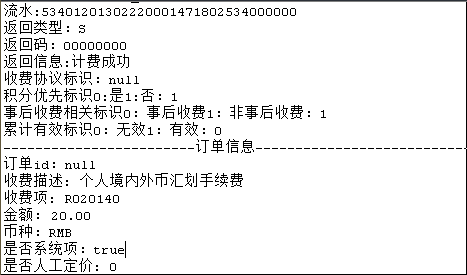 流水:5340120130222000147180253４000000
返回类型：S
返回码：00000000
返回信息:计费成功
收费协议标识：null
积分优先标识0:是1:否：1
事后收费相关标识0：事后收费1：非事后收费：1
累计有效标识0：无效1：有效：0
------------------------订单信息--------------------------
订单id：null
收费描述：个人境内外币汇划手续费
收费项：R020140
金额：20.00
币种：RMB
是否系统项：true
是否人工定价：0